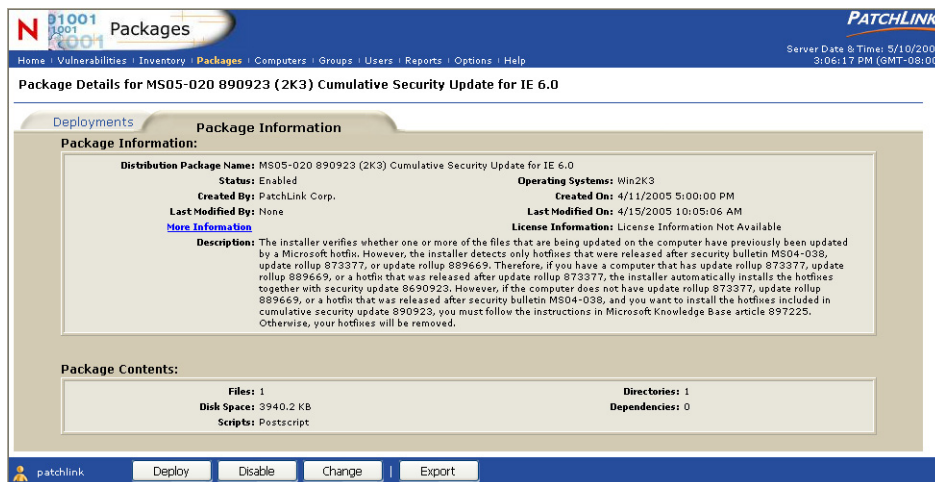 N
01001
1001
1001
Packages
PATCHLINK
Home Vulnerabilities Inventory Packages Computers Groups Users Reports Options Help
Server Date & Time: 5/10/200
3:06:17 PM (GMT-08:00
Package Details for MS05-020 890923 (2K3) Cumulative Security Update for IE 6.0
Deployments
Package Information
Package Information:
Distribution Package Name: MS05-020 890923 (2K3) Cumulative Security Update for IE 6.0
Status: Enabled Operating Systems: Win2K3
Created By: PatchLink Corp. Created On: 4/11/2005 5:00:00 PM
Last Modified By: None Last Modified On: 4/15/2005 10:05:06 AM
More Information License Information: License Information Not Available
Description: The installer verifies whether one or more of the files that are being updated on the computer have previously been updated
by a Microsoft hotfix. However, the installer detects only hotfixes that were released after security bulletin MS04-038,
update rollup 873377, or update rollup 889669. Therefore, if you have a computer that has update rollup 873377, update
rollup 889669, or a hotfix that was released after update rollup 873377, the installer automatically installs the hotfixes
together with security update 8690923. However, if the computer does not have update rollup 873377, update rollup
889669, or a hotfix that was released after security bulletin MS04-038, and you want to install the hotfixes included in
cumulative security update 890923, you must follow the instructions in Microsoft Knowledge Base article 897225.
Otherwise, your hotfixes will be removed.
Package Contents:
Files: 1 Directories: 1
Disk Space: 3940.2 KB Dependencies: 0
Scripts: Postscript
patchlink Deploy Disable Change | Export